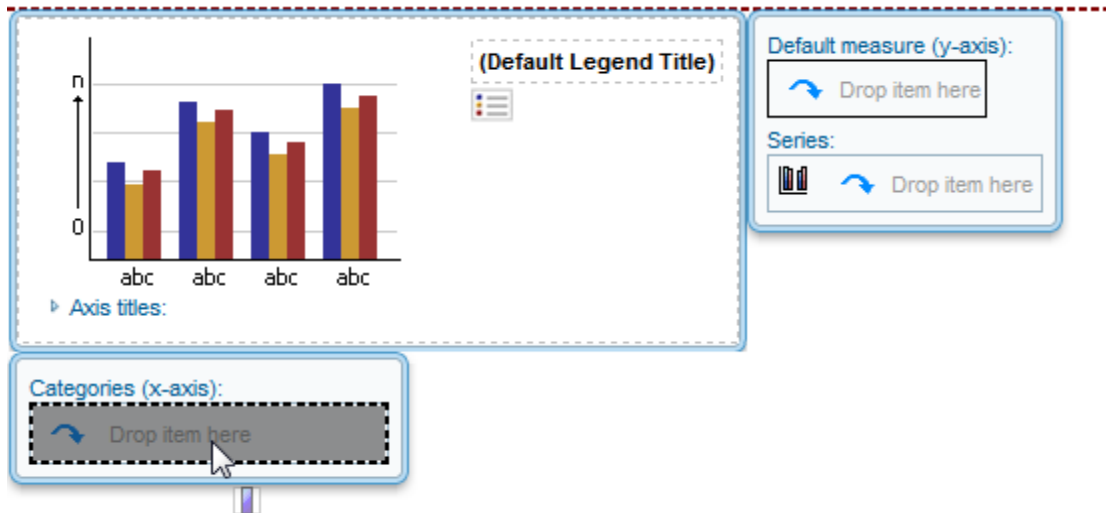 n
0
abc abc abc abc
Axis titles:
(Default Legend Title)
Default measure (y-axis):
Drop item here
Series:
Drop item here
Categories (x-axis):
Drop item here